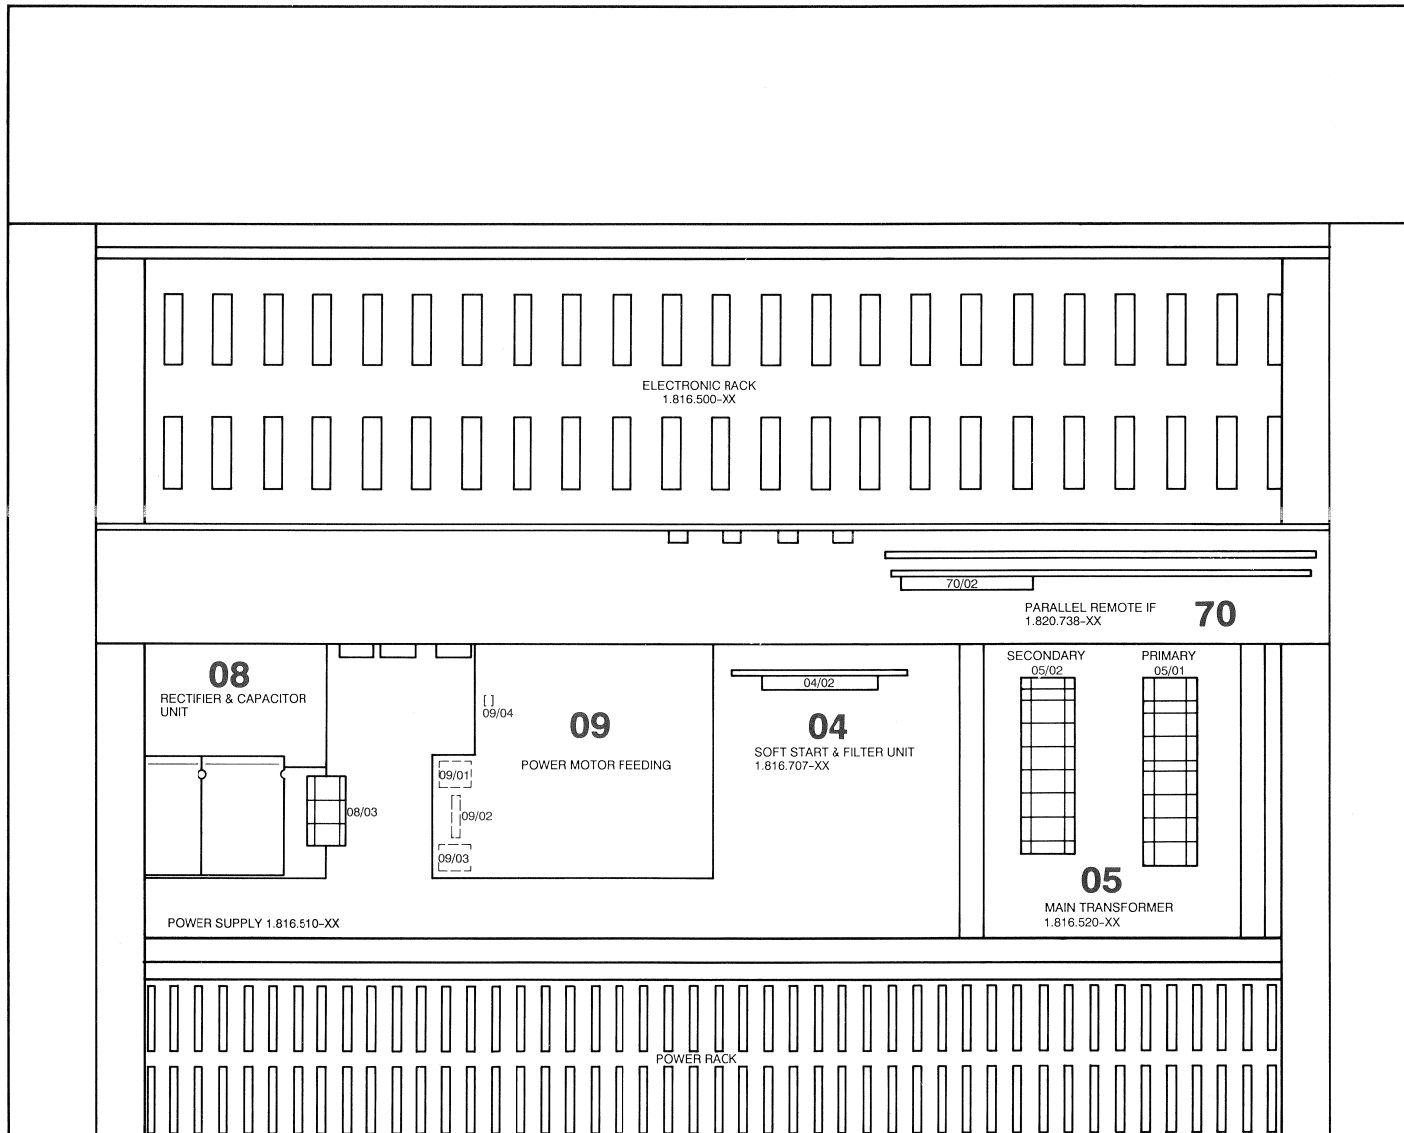 ELECTRONIC RACK
1.816.500-XX
70/02
PARALLEL REMOTE IF
1.820.738-XX
70
08
RECTIFIER & CAPACITOR
UNIT
08/03
[ ]
09/04
09
POWER MOTOR FEEDING
09/01
09/02
09/03
04/02
04
SOFT START & FILTER UNIT
1.816.707-XX
SECONDARY
05/02
PRIMARY
05/01
05
MAIN TRANSFORMER
1.816.520-XX
POWER SUPPLY 1.816.510-XX
POWER RACK